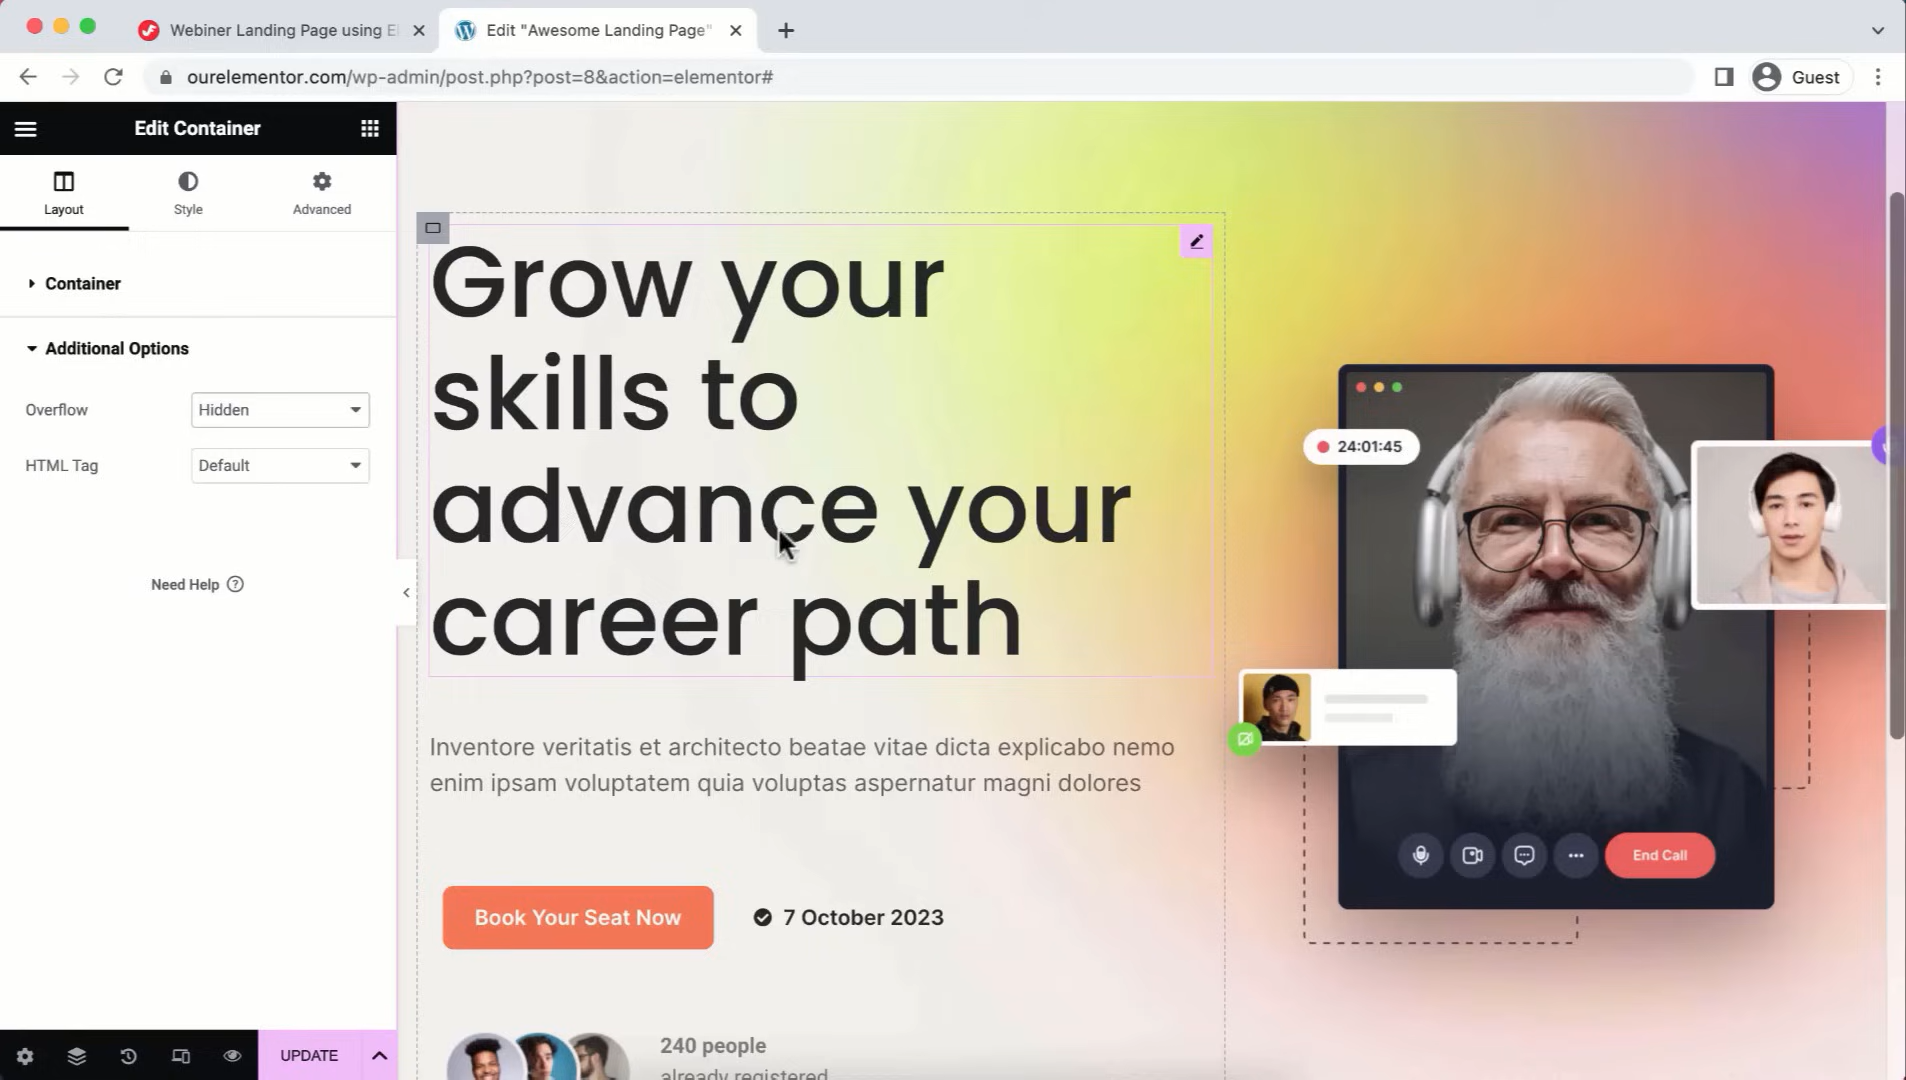 Webiner Landing Page using El
Edit "Awesome Landing Page"
ourelementor.com/wp-admin/post.php?post=8&action=elementor#
Guest
Edit Container
Layout
Style
Advanced
Container
Additional Options
Overflow
Hidden
HTML Tag
Default
Need Help
UPDATE
Grow your
skills to
advance your
career path
Inventore veritatis et architecto beatae vitae dicta explicabo nemo
enim ipsam voluptatem quia voluptas aspernatur magni dolores
Book Your Seat Now
7 October 2023
240 people
already registered
24:01:45
End Call